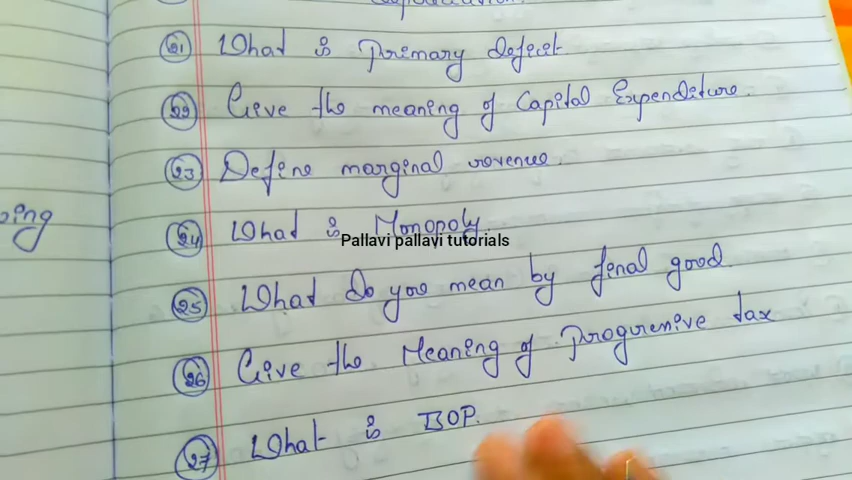 21 What is Primary deficit
22 Give the meaning of Capital Expenditure.
23 Define marginal revenue.
ping
24 What is Monopoly.
Pallavi pallavi tutorials
25 What do you mean by final good
26 Give the Meaning of Progressive tax
27 What is BOP.